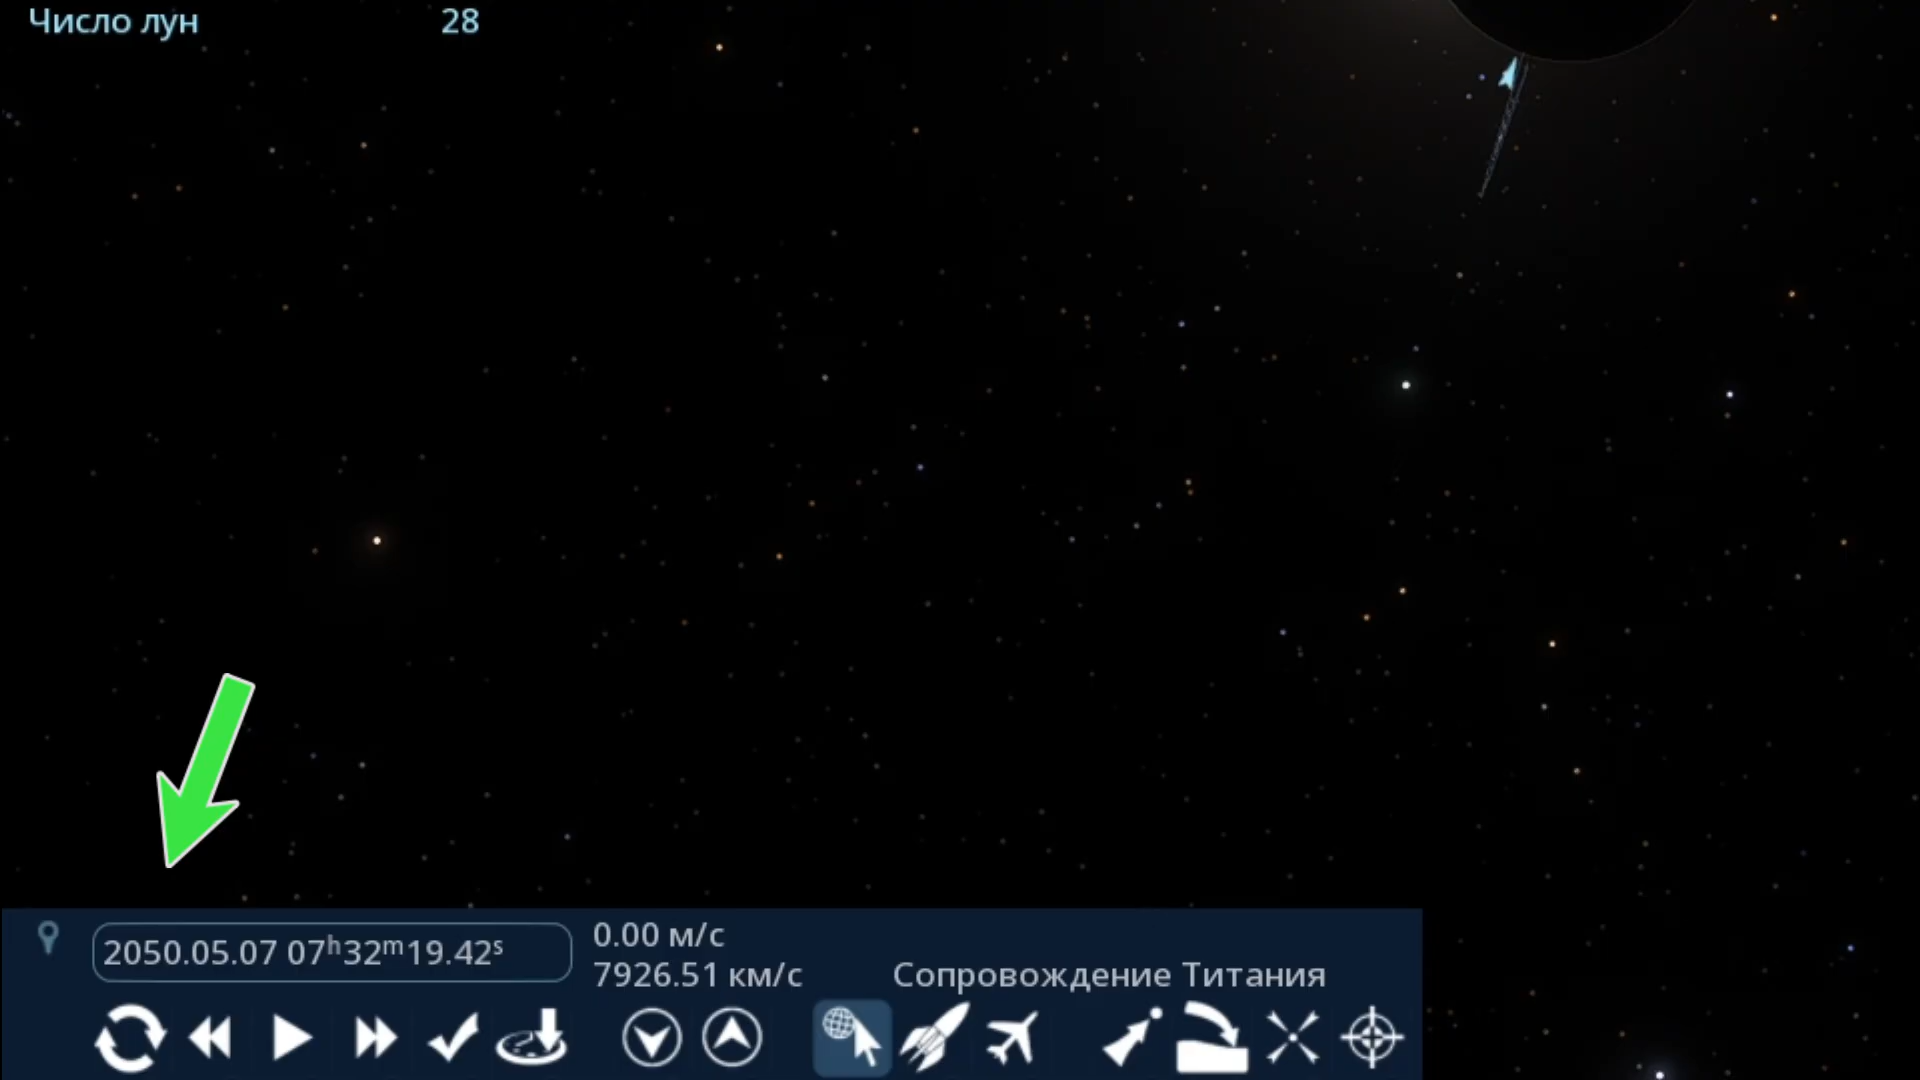 Число лун 28
2050.05.07 07ʰ32ᵐ19.42ˢ
0.00 м/с
7926.51 км/с
Сопровождение Титания